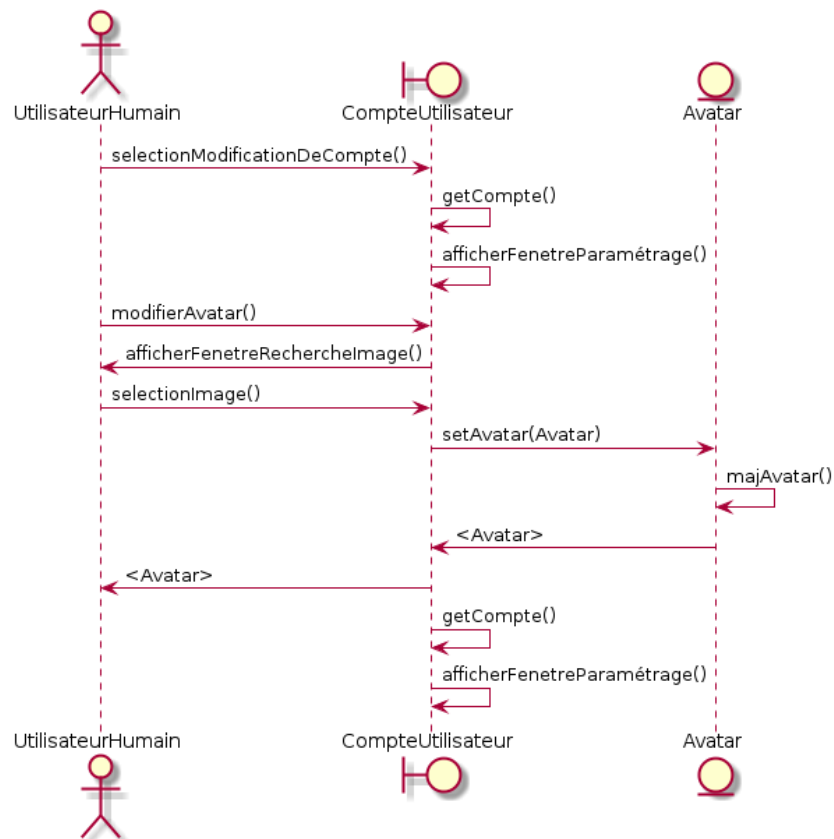 UtilisateurHumain CompteUtilisateur Avatar
selectionModificationDeCompte()
getCompte()
afficherFenetreParamétrage()
modifierAvatar()
afficherFenetreRechercheImage()
selectionImage()
setAvatar(Avatar)
majAvatar()
<Avatar>
<Avatar>
getCompte()
afficherFenetreParamétrage()
UtilisateurHumain CompteUtilisateur Avatar